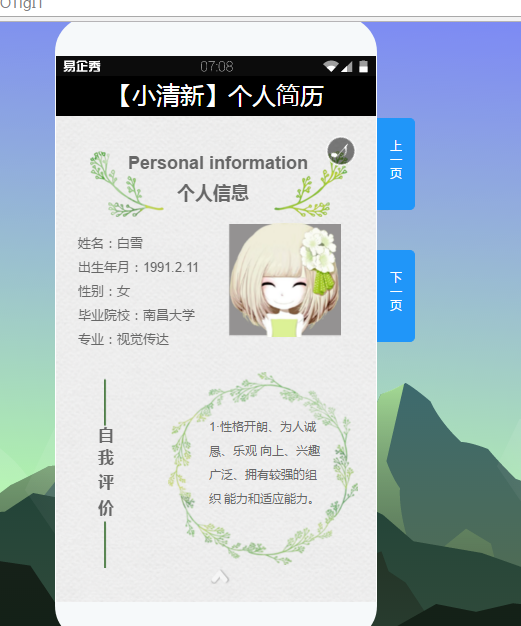 易企秀 07:08
【小清新】个人简历
上一页
Personal information
个人信息
姓名：白雪
出生年月：1991.2.11
性别：女
毕业院校：南昌大学
专业：视觉传达
下一页
自我评价
1·性格开朗、为人诚
恳、乐观 向上、兴趣
广泛、拥有较强的组
织 能力和适应能力。